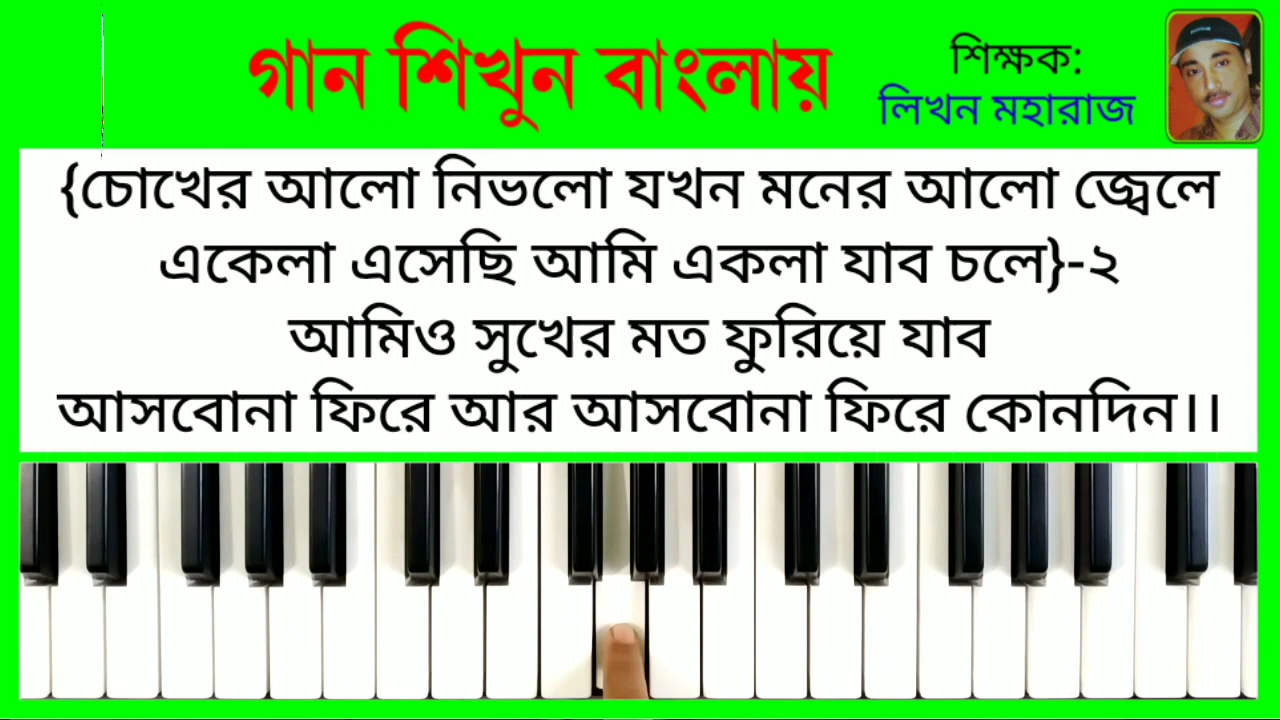 গান শিখুন বাংলায়
শিক্ষক:
লিখন মহারাজ
{চোখের আলো নিভলো যখন মনের আলো জ্বেলে
একেলা এসেছি আমি একলা যাব চলে}-২
আমিও সুখের মত ফুরিয়ে যাব
আসবোনা ফিরে আর আসবোনা ফিরে কোনদিন।।